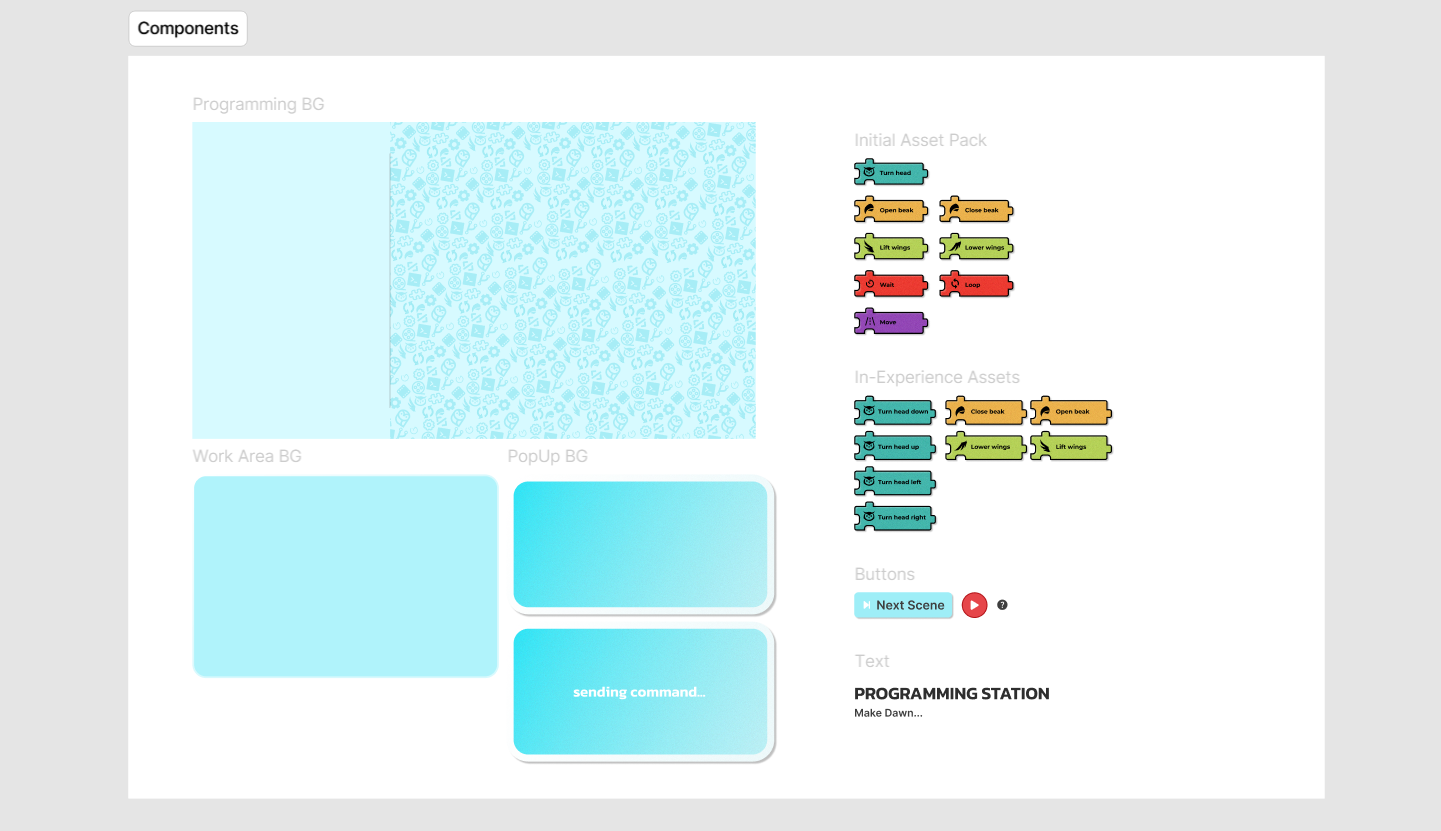 Components
Programming BG
Work Area BG
PopUp BG
sending command...
Initial Asset Pack
Turn head
Open beak
Close beak
Lift wings
Lower wings
Wait
Loop
Move
In-Experience Assets
Turn head down
Close beak
Open beak
Turn head up
Lower wings
Lift wings
Turn head left
Turn head right
Buttons
Next Scene
?
Text
PROGRAMMING STATION
Make Dawn...